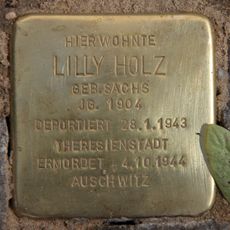 HIER WOHNTE
LILLY HOLZ
GEB. SACHS
JG. 1904
DEPORTIERT 28.1.1943
THERESIENSTADT
ERMORDET 4.10.1944
AUSCHWITZ